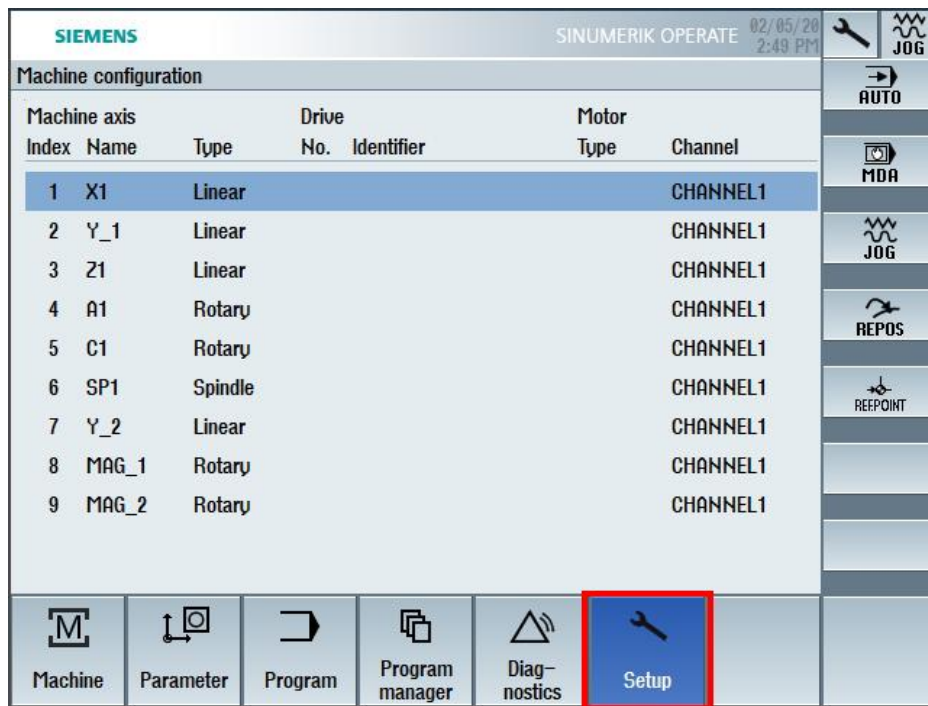 SIEMENS SINUMERIK OPERATE 02/05/20
2:49 PM
JOG
Machine configuration
AUTO
Machine axis Drive Motor
Index Name Type No. Identifier Type Channel
MDA
1 X1 Linear CHANNEL1
2 Y_1 Linear CHANNEL1
JOG
3 Z1 Linear CHANNEL1
4 A1 Rotary CHANNEL1
REPOS
5 C1 Rotary CHANNEL1
6 SP1 Spindle CHANNEL1
REF.POINT
7 Y_2 Linear CHANNEL1
8 MAG_1 Rotary CHANNEL1
9 MAG_2 Rotary CHANNEL1
M
Machine Parameter Program Program
manager Diag-
nostics Setup